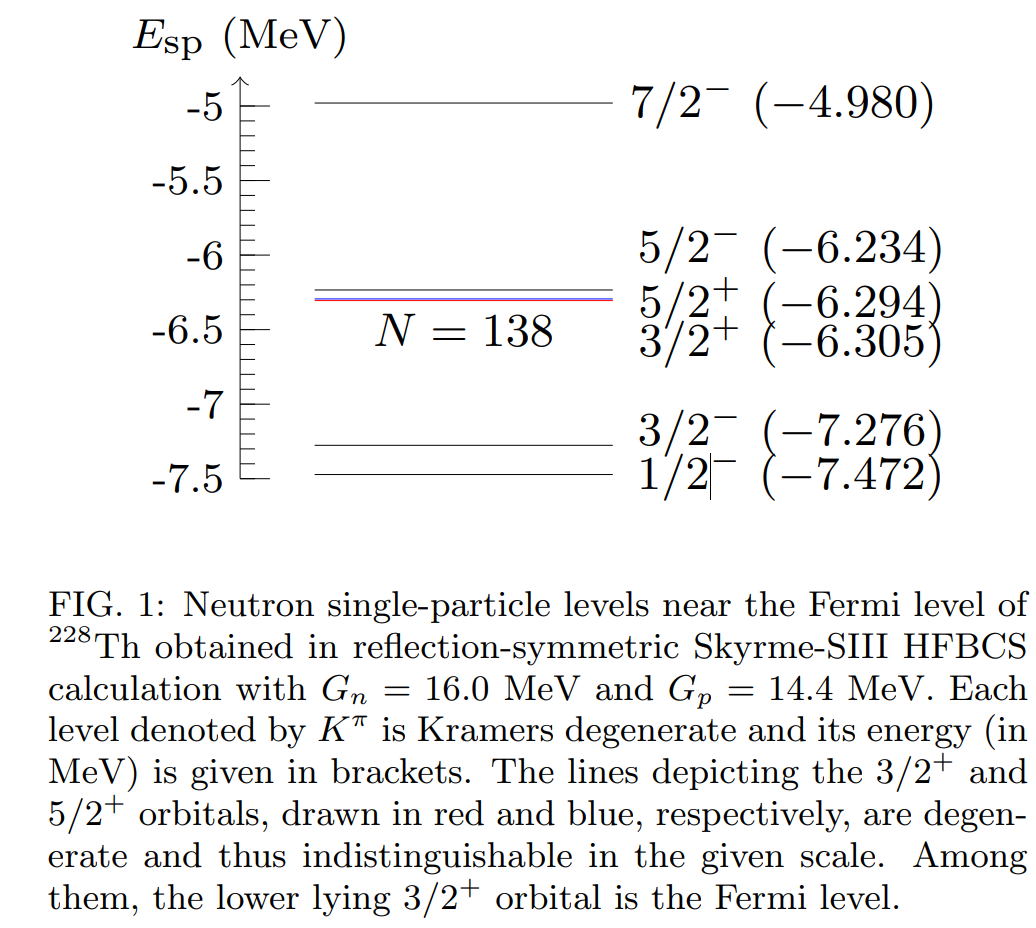 E_sp (MeV)
-5
7/2⁻ (−4.980)
-5.5
-6
5/2⁻ (−6.234)
5/2⁺ (−6.294)
-6.5
N = 138
3/2⁺ (−6.305)
-7
3/2⁻ (−7.276)
-7.5
1/2⁻ (−7.472)
FIG. 1: Neutron single-particle levels near the Fermi level of
²²⁸Th obtained in reflection-symmetric Skyrme-SIII HFBCS
calculation with Gₙ = 16.0 MeV and Gₚ = 14.4 MeV. Each
level denoted by K^π is Kramers degenerate and its energy (in
MeV) is given in brackets. The lines depicting the 3/2⁺ and
5/2⁺ orbitals, drawn in red and blue, respectively, are degen-
erate and thus indistinguishable in the given scale. Among
them, the lower lying 3/2⁺ orbital is the Fermi level.